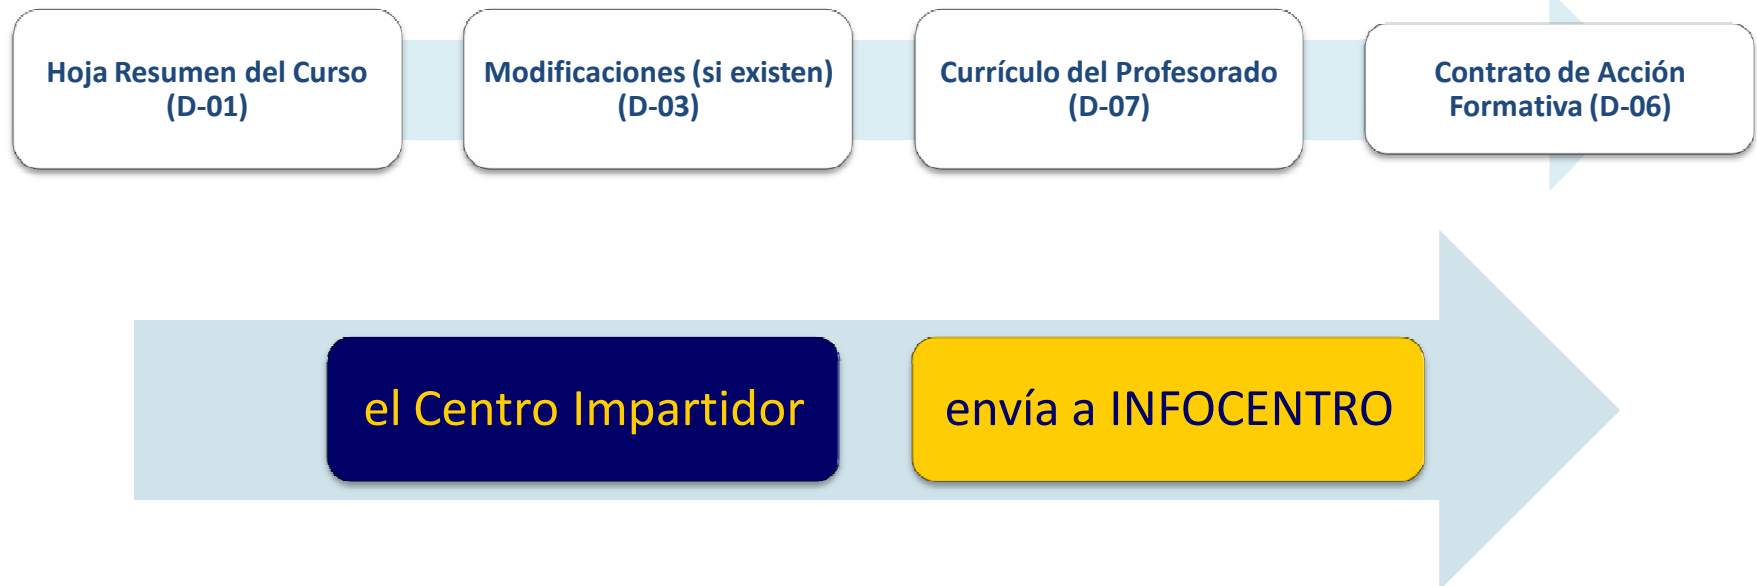 Hoja Resumen del Curso
(D-01)
Modificaciones (si existen)
(D-03)
Currículo del Profesorado
(D-07)
Contrato de Acción
Formativa (D-06)
el Centro Impartidor
envía a INFOCENTRO